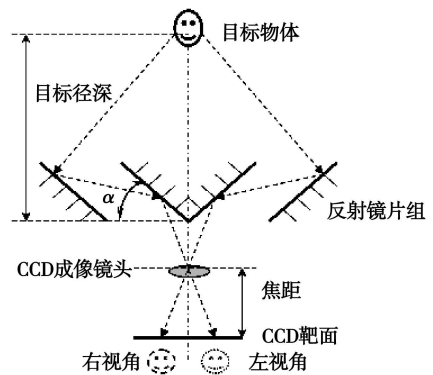 目标物体
目标径深
α
反射镜片组
CCD成像镜头
焦距
CCD靶面
右视角
左视角